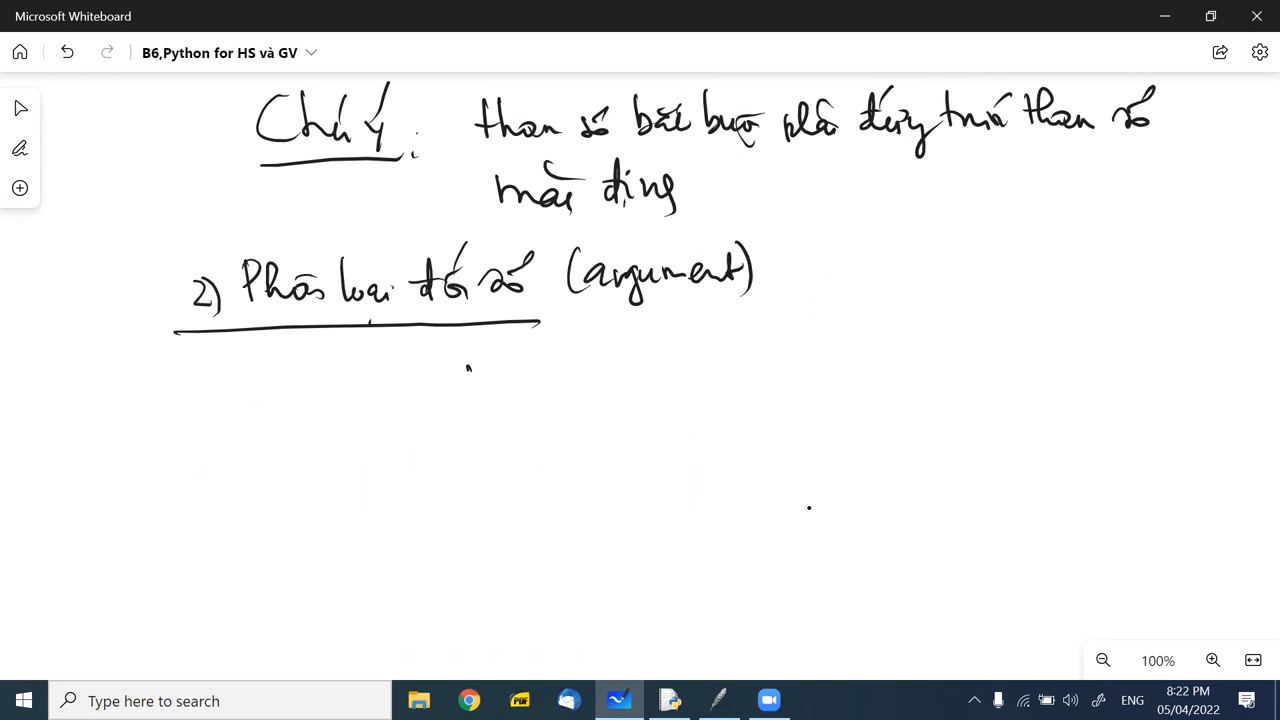 Microsoft Whiteboard
B6,Python for HS và GV
Chú ý: tham số bắt buộc phải đứng trước tham số
mặc định
2) Phân loại đối số (argument)
100%
Type here to search
PDF
ENG
8:22 PM
05/04/2022